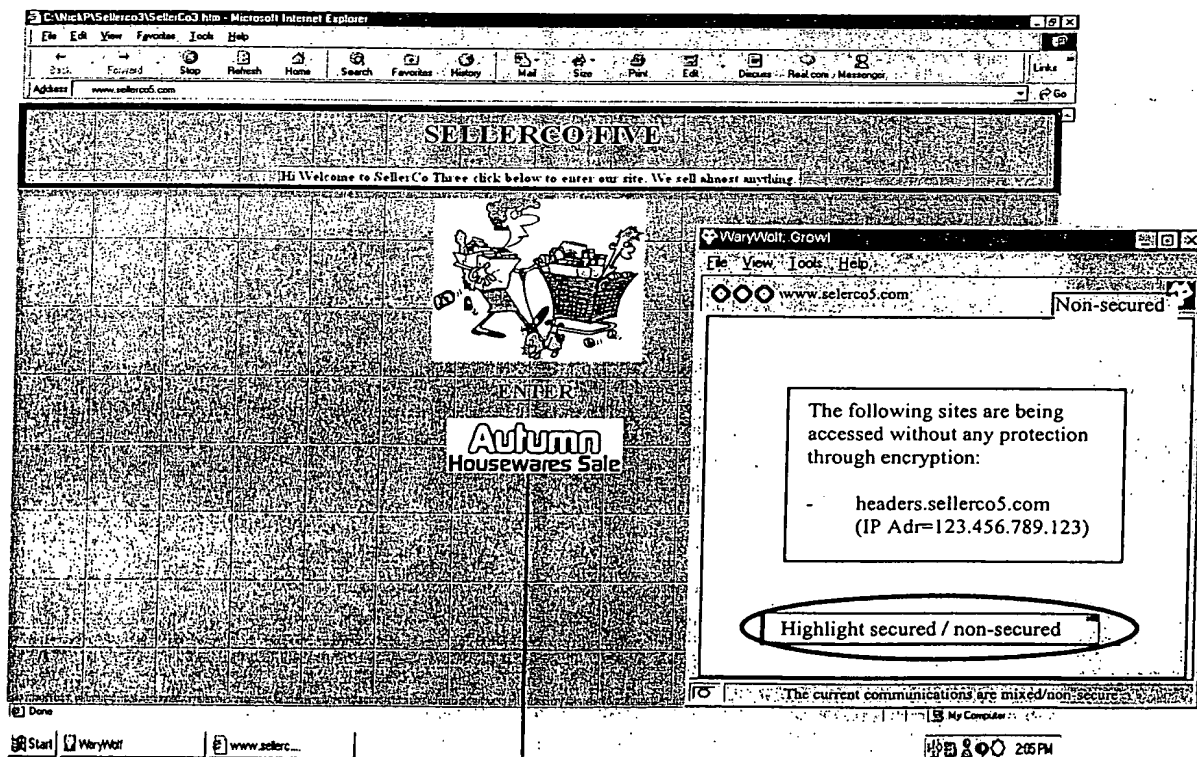 C:\NickP\Sellerco3\SellerCo3.htm - Microsoft Internet Explorer
File Edit View Favorites Tools Help
Back Forward Stop Refresh Home Search Favorites History Mail Size Print Edit Discuss Real.com Messenger
Links
Address www.sellerco5.com
Go
SELLERCO FIVE
Hi Welcome to SellerCo Three click below to enter our site. We sell almost anything.
ENTER
Autumn
Housewares Sale
WaryWolf: Growl
File View Tools Help
www.selerco5.com
Non-secured
The following sites are being
accessed without any protection
through encryption:
- headers.sellerco5.com
(IP Adr=123.456.789.123)
Highlight secured / non-secured
The current communications are mixed/non-secure
Done
My Computer
Start WaryWolf www.sellerc...
2:05 PM